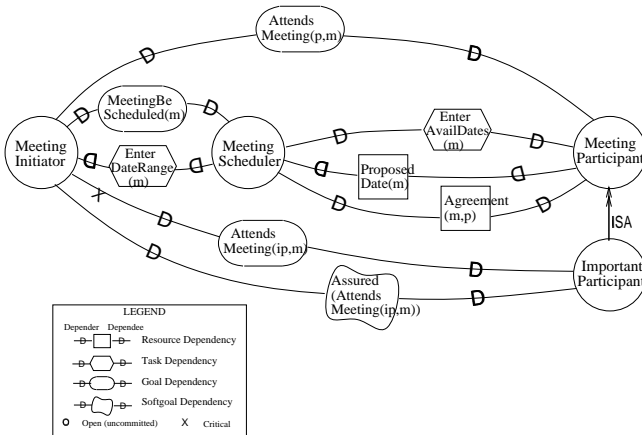 Attends
Meeting(p,m)
D
D
MeetingBe
Scheduled(m)
D
D
Meeting
Initiator
Enter
DateRange
(m)
D
D
Meeting
Scheduler
Enter
AvailDates
(m)
D
D
Proposed
Date(m)
D
D
Agreement
(m,p)
D
D
Meeting
Participant
ISA
X
Attends
Meeting(ip,m)
D
D
Assured
(Attends
Meeting(ip,m))
D
D
Important
Participant
LEGEND
Depender Dependee
D D Resource Dependency
D D Task Dependency
D D Goal Dependency
D D Softgoal Dependency
O Open (uncommitted) X Critical